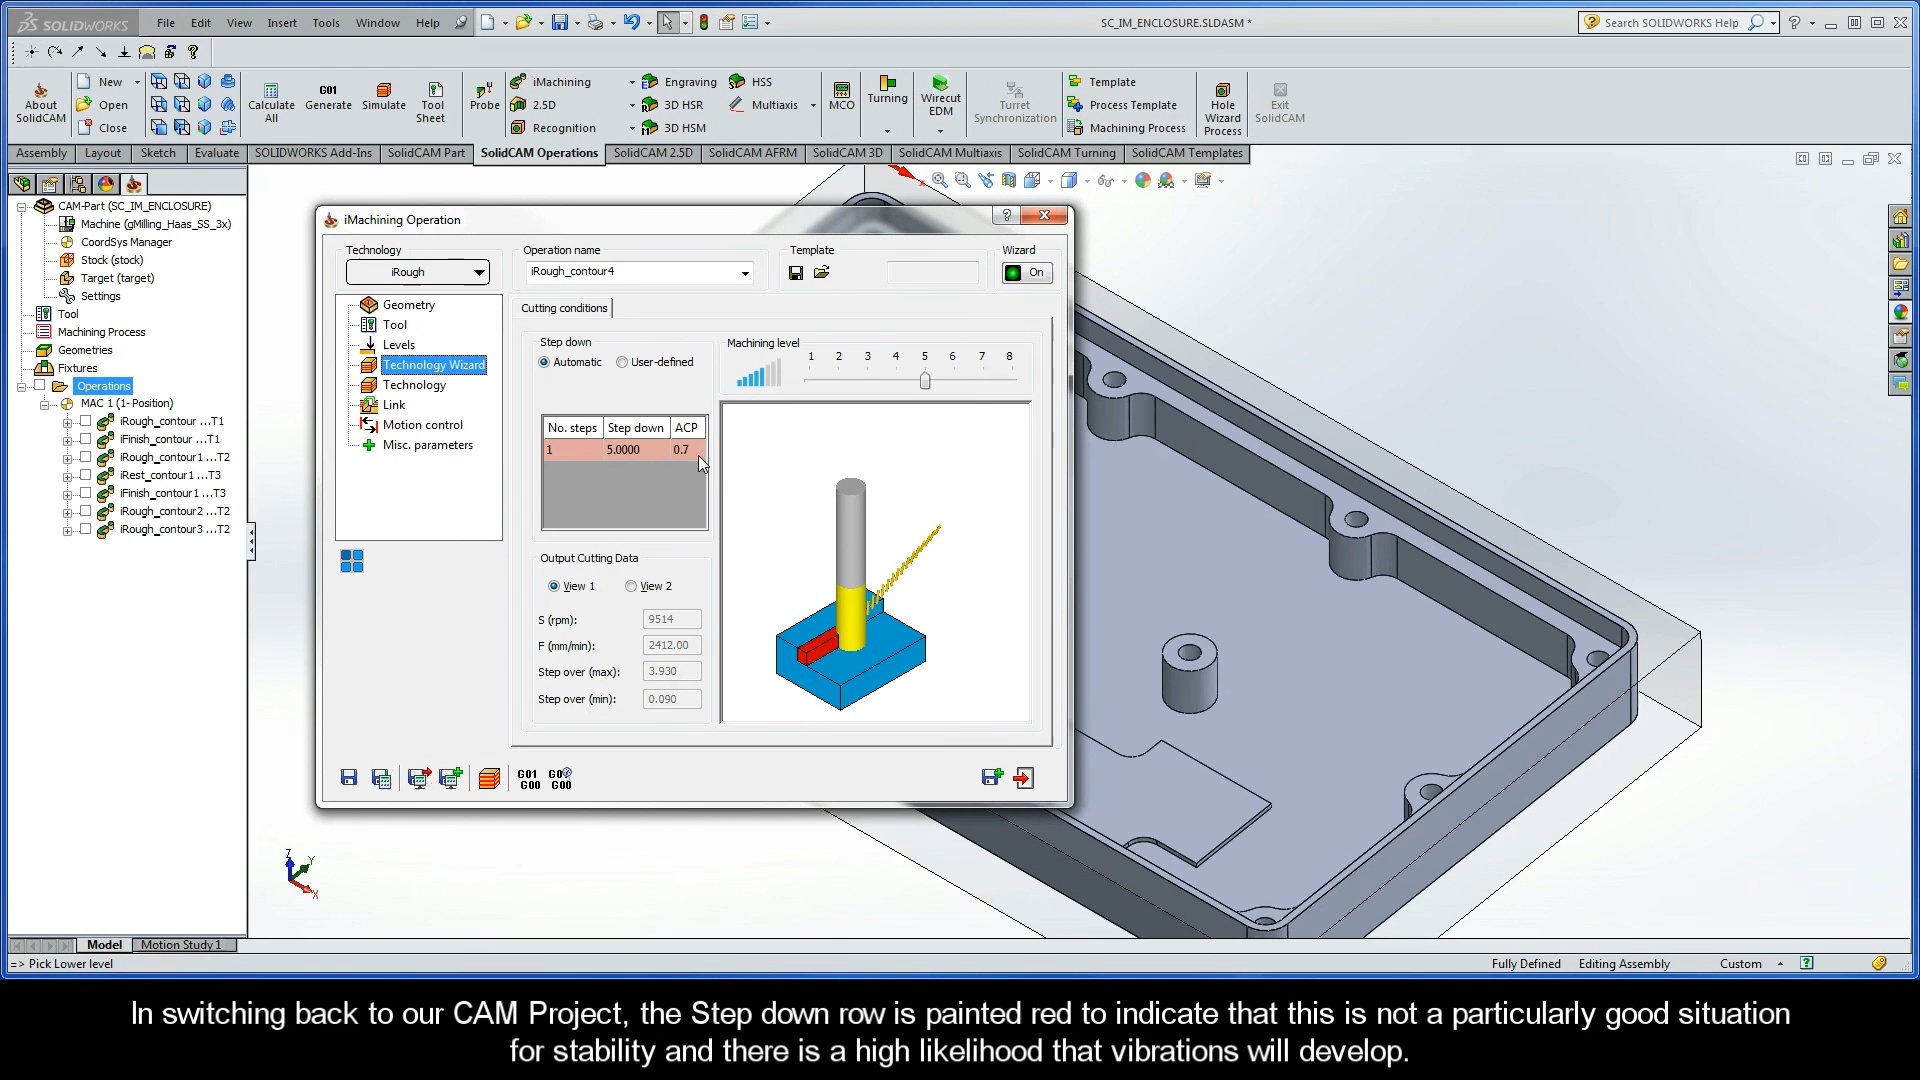 SOLIDWORKS File Edit View Insert Tools Window Help SC_IM_ENCLOSURE.SLDASM * Search SOLIDWORKS Help
About SolidCAM
New
Open
Close
Calculate All
G01 Generate
Simulate
Tool Sheet
Probe
iMachining
2.5D
Recognition
Engraving
3D HSR
3D HSM
HSS
Multiaxis
MCO
Turning
Wirecut EDM
Turret Synchronization
Template
Process Template
Machining Process
Hole Wizard Process
Exit SolidCAM
Assembly Layout Sketch Evaluate SOLIDWORKS Add-Ins SolidCAM Part SolidCAM Operations SolidCAM 2.5D SolidCAM AFRM SolidCAM 3D SolidCAM Multiaxis SolidCAM Turning SolidCAM Templates
CAM-Part (SC_IM_ENCLOSURE)
Machine (gMilling_Haas_SS_3x)
CoordSys Manager
Stock (stock)
Target (target)
Settings
Tool
Machining Process
Geometries
Fixtures
Operations
MAC 1 (1- Position)
iRough_contour ...T1
iFinish_contour ...T1
iRough_contour1 ...T2
iRest_contour1 ...T3
iFinish_contour1 ...T3
iRough_contour2 ...T2
iRough_contour3 ...T2
iMachining Operation
Technology
iRough
Operation name
iRough_contour4
Template
Wizard
On
Geometry
Tool
Levels
Technology Wizard
Technology
Link
Motion control
Misc. parameters
Cutting conditions
Step down
Automatic User-defined
Machining level
1 2 3 4 5 6 7 8
No. steps Step down ACP
1 5.0000 0.7
Output Cutting Data
View 1 View 2
S (rpm): 9514
F (mm/min): 2412.00
Step over (max): 3.930
Step over (min): 0.090
G01 G00
G0 G00
Z Y X
Model Motion Study 1
=> Pick Lower level
Fully Defined Editing Assembly Custom
In switching back to our CAM Project, the Step down row is painted red to indicate that this is not a particularly good situation
for stability and there is a high likelihood that vibrations will develop.